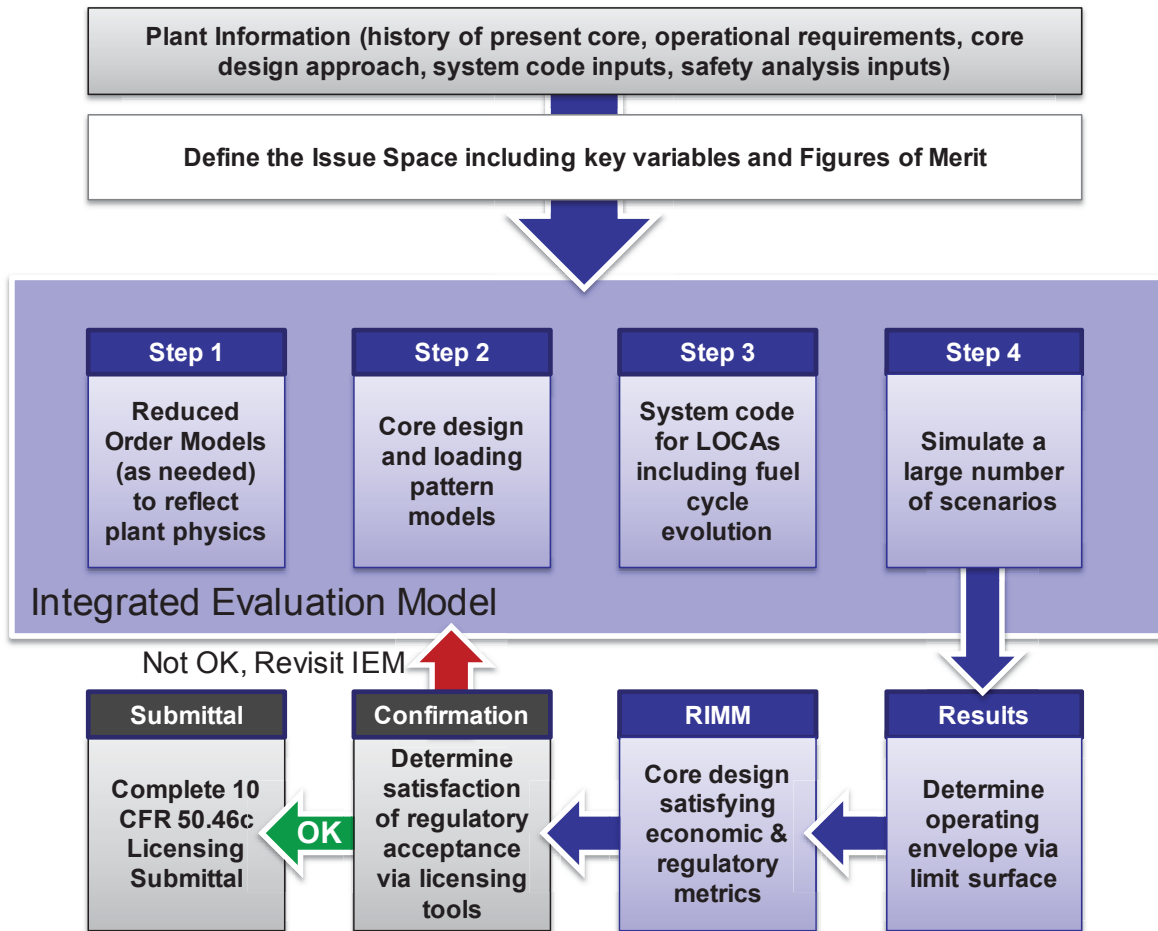 Plant Information (history of present core, operational requirements, core
design approach, system code inputs, safety analysis inputs)
Define the Issue Space including key variables and Figures of Merit
Step 1
Reduced
Order Models
(as needed)
to reflect
plant physics
Step 2
Core design
and loading
pattern
models
Step 3
System code
for LOCAs
including fuel
cycle
evolution
Step 4
Simulate a
large number
of scenarios
Integrated Evaluation Model
Not OK, Revisit IEM
Submittal
Complete 10
CFR 50.46c
Licensing
Submittal
OK
Confirmation
Determine
satisfaction
of regulatory
acceptance
via licensing
tools
RIMM
Core design
satisfying
economic &
regulatory
metrics
Results
Determine
operating
envelope via
limit surface